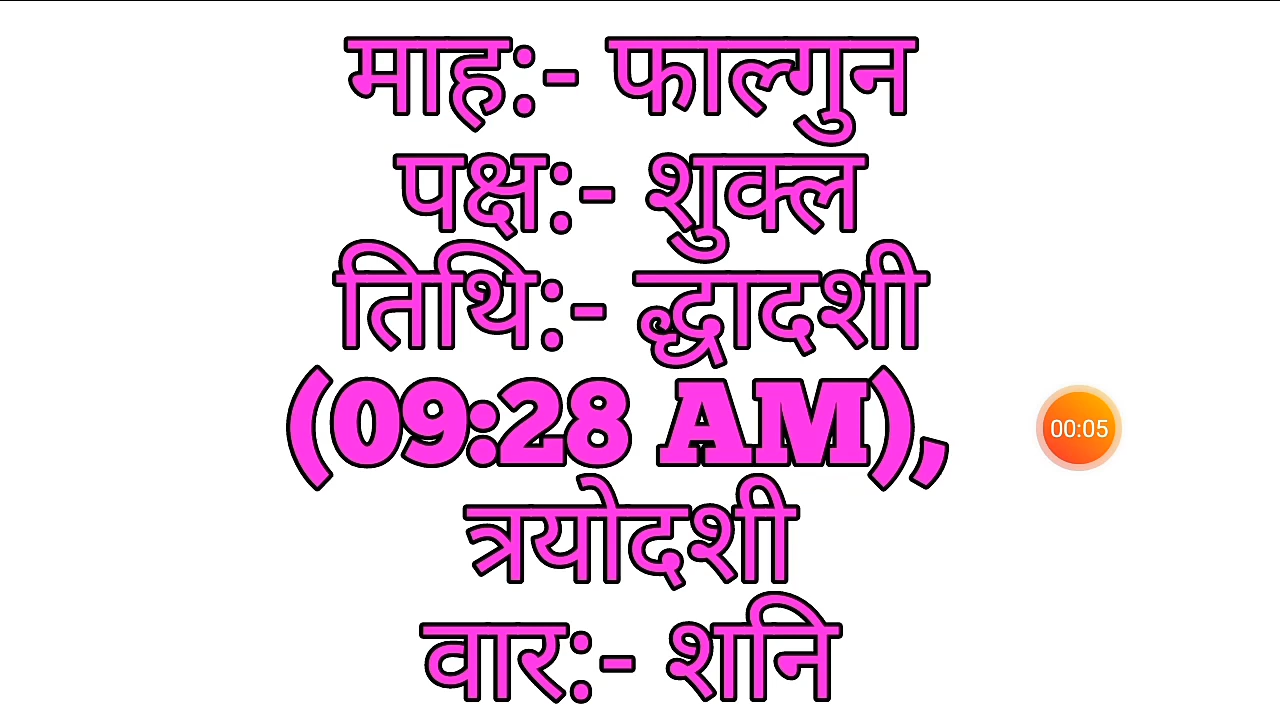 माह:- फाल्गुन
पक्ष:- शुक्ल
तिथि:- द्धादशी
(09:28 AM),
00:05
त्रयोदशी
वार:- शनि